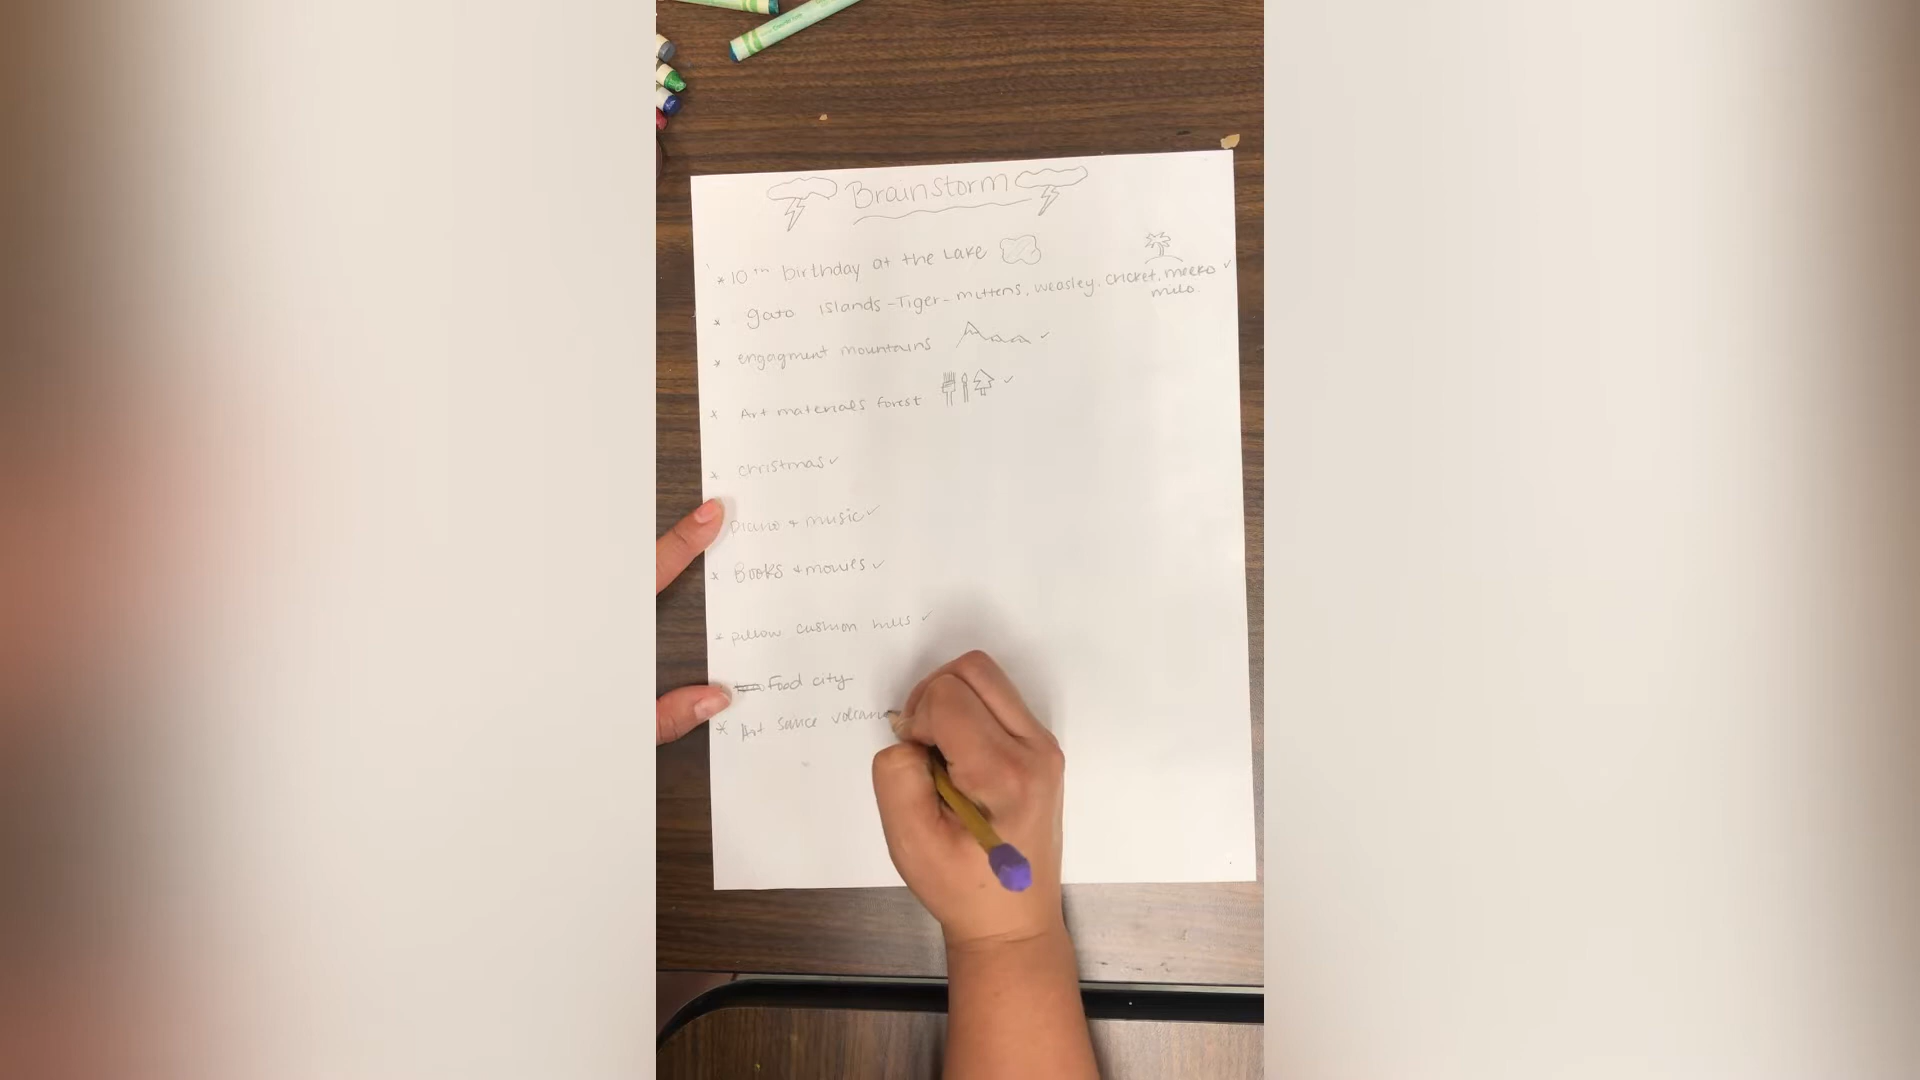 Brainstorm
* 10th birthday at the Lake
* gato islands - Tiger - mittens, weasley, cricket, meeko ✓
milo.
* engagment mountains ✓
* Art materials forest ✓
* christmas ✓
piano + music ✓
* Books + movies ✓
* pillow cushion hills ✓
Food city
* Art volcano